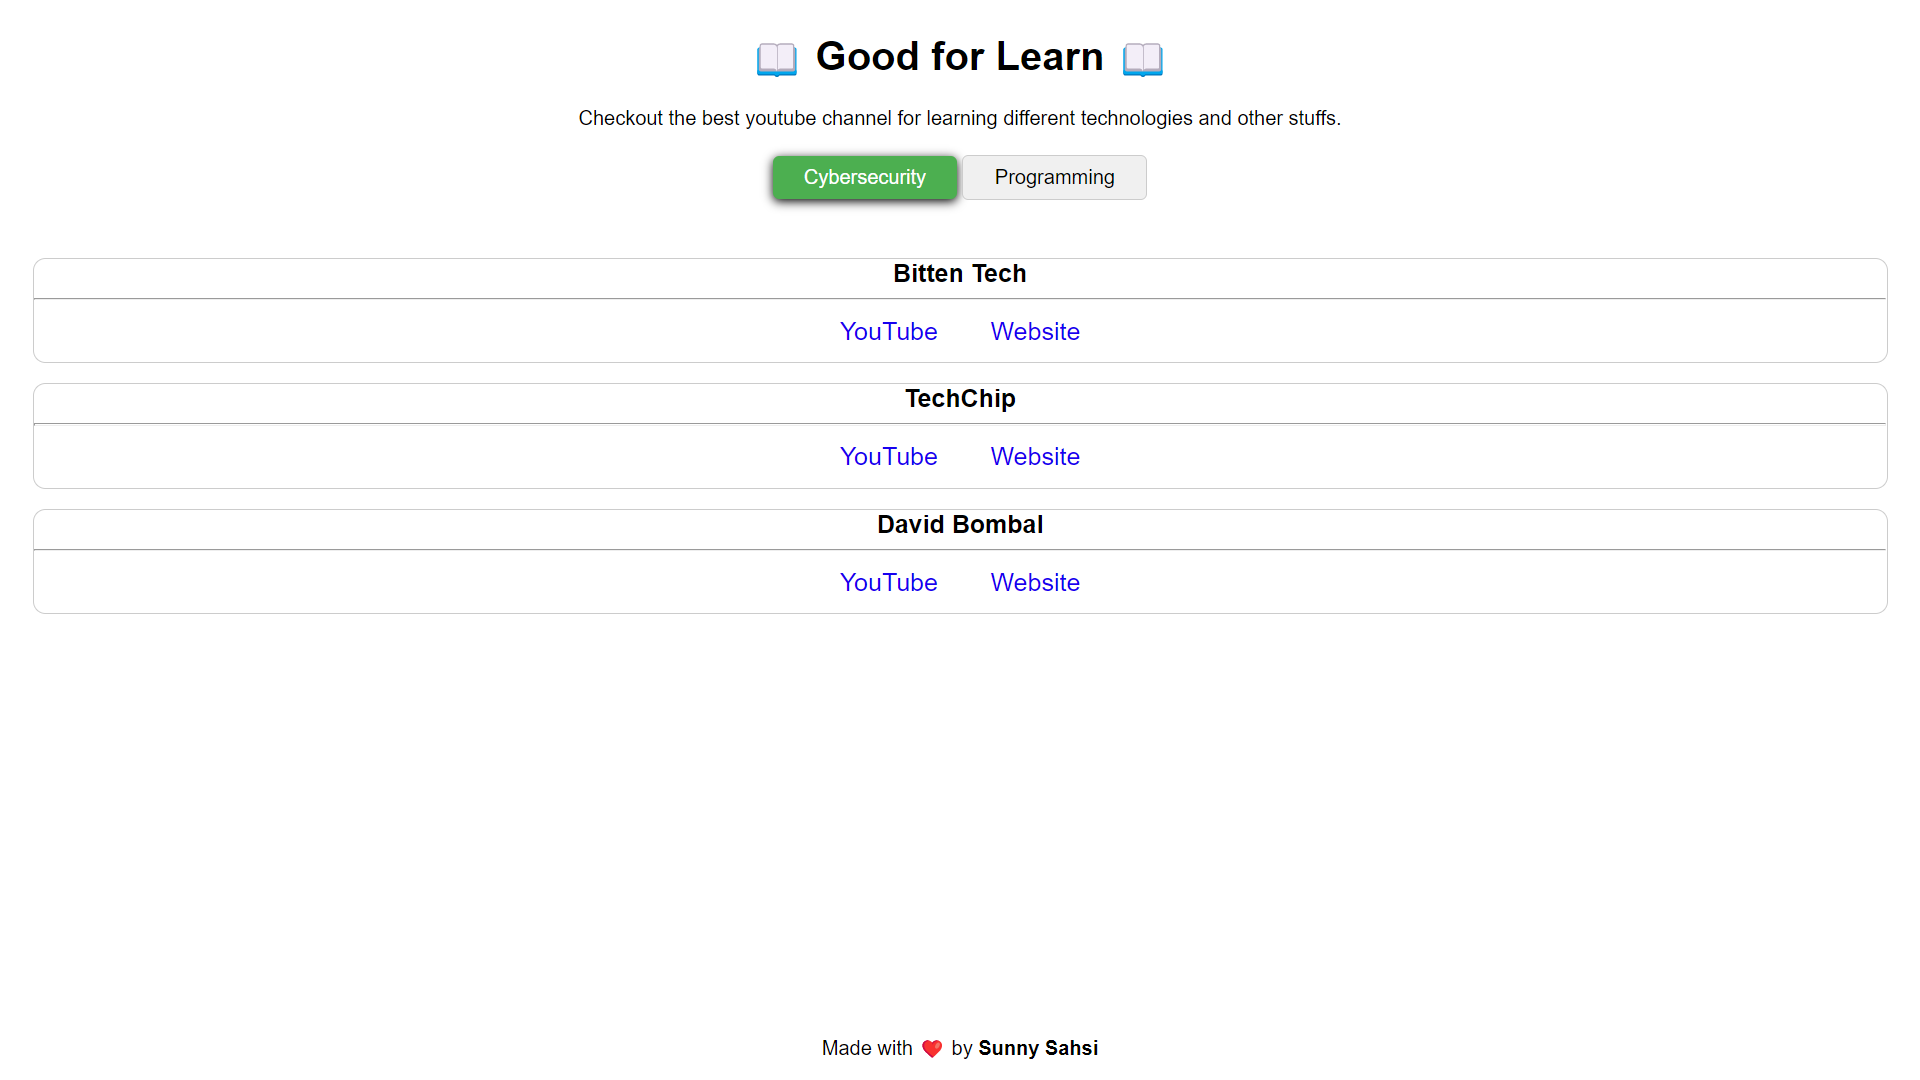 📖 Good for Learn 📖
Checkout the best youtube channel for learning different technologies and other stuffs.
Cybersecurity Programming
Bitten Tech
YouTube Website
TechChip
YouTube Website
David Bombal
YouTube Website
Made with ❤️ by Sunny Sahsi